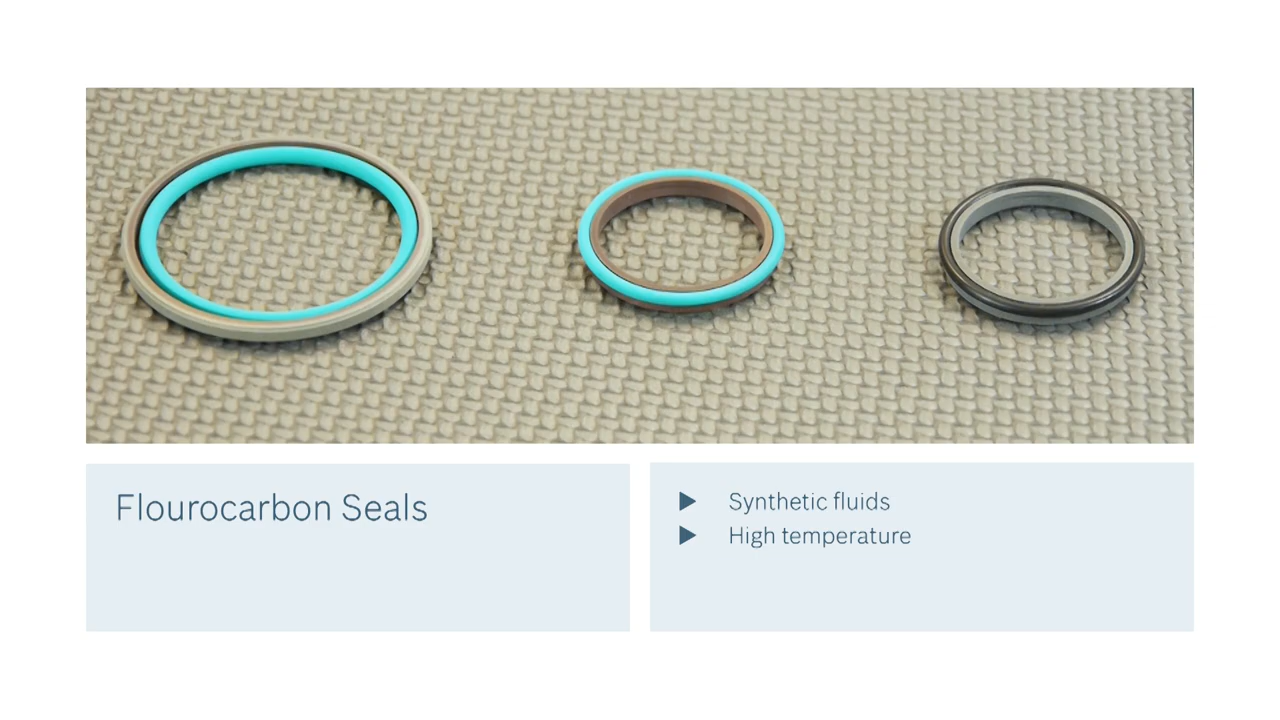 Flourocarbon Seals
▶ Synthetic fluids
▶ High temperature